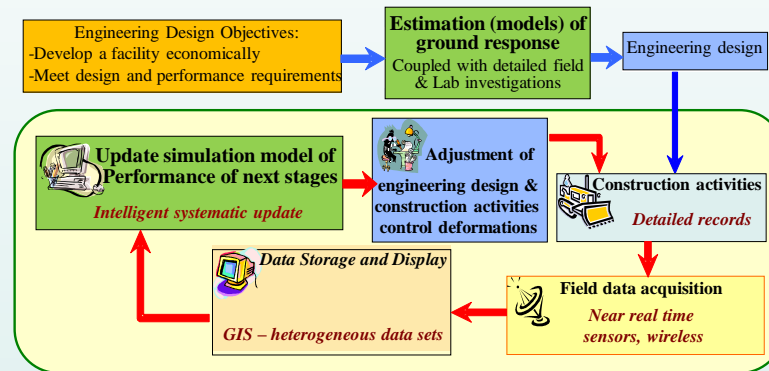 Engineering Design Objectives:
-Develop a facility economically
-Meet design and performance requirements
Estimation (models) of
ground response
Coupled with detailed field
& Lab investigations
Engineering design
Update simulation model of
Performance of next stages
Intelligent systematic update
Adjustment of
engineering design &
construction activities
control deformations
Construction activities
Detailed records
Data Storage and Display
GIS – heterogeneous data sets
Field data acquisition
Near real time
sensors, wireless